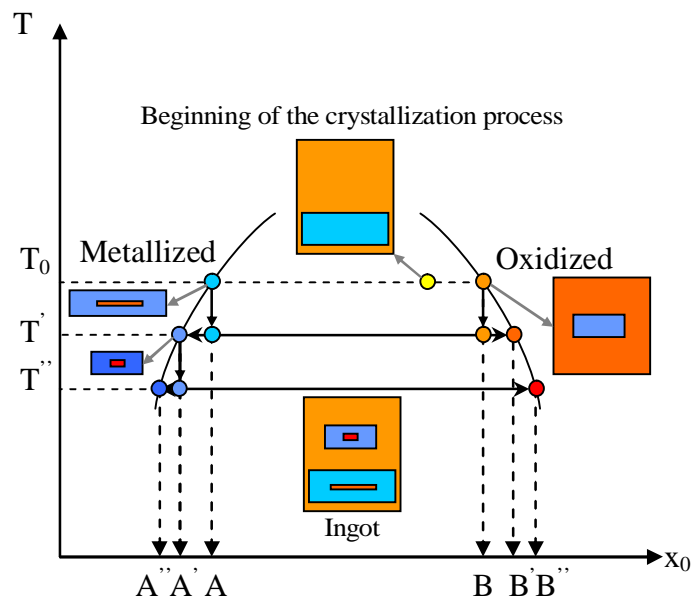 T
Beginning of the crystallization process
Metallized
Oxidized
T₀
T'
T''
Ingot
A'' A' A
B B' B''
x₀